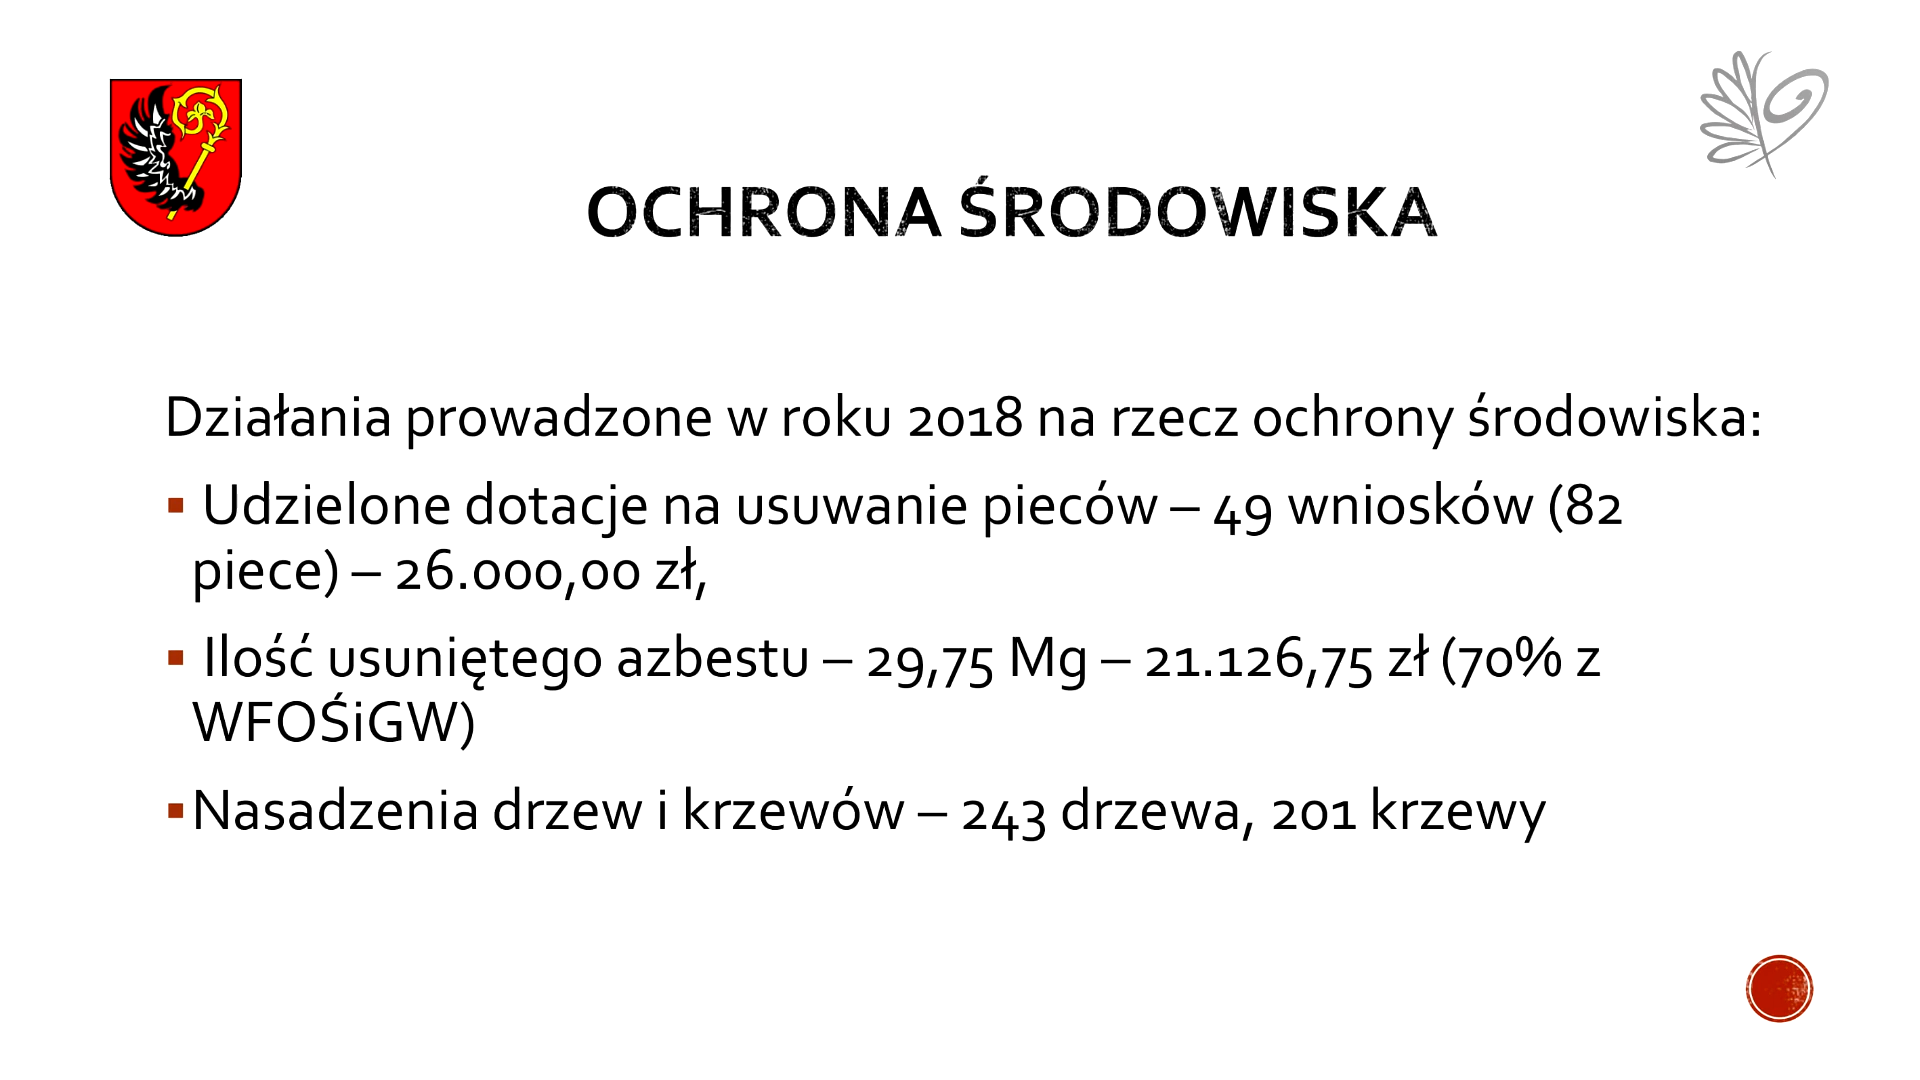 OCHRONA ŚRODOWISKA
Działania prowadzone w roku 2018 na rzecz ochrony środowiska:
▪ Udzielone dotacje na usuwanie pieców – 49 wniosków (82
piece) – 26.000,00 zł,
▪ Ilość usuniętego azbestu – 29,75 Mg – 21.126,75 zł (70% z
WFOŚiGW)
▪Nasadzenia drzew i krzewów – 243 drzewa, 201 krzewy